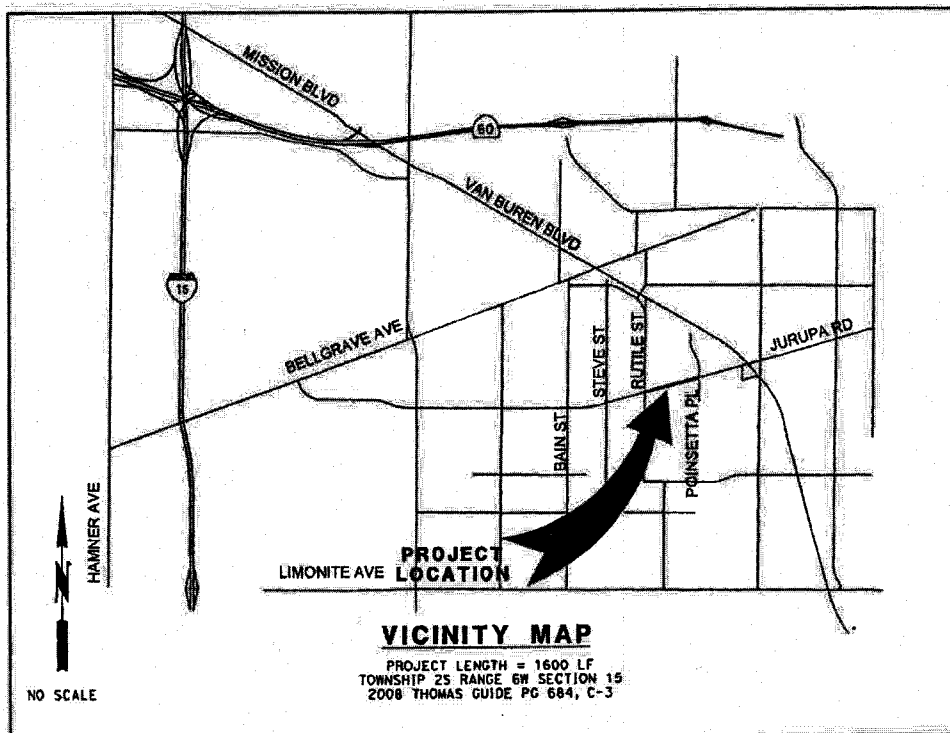 MISSION BLVD
60
VAN BUREN BLVD
15
BELLGRAVE AVE
STEVE ST
RUTILE ST
JURUPA RD
BAIN ST
POINSETTA PL
HAMNER AVE
N
NO SCALE
LIMONITE AVE
PROJECT
LOCATION
VICINITY MAP
PROJECT LENGTH = 1600 LF
TOWNSHIP 2S RANGE 6W SECTION 15
2008 THOMAS GUIDE PG 684, C-3